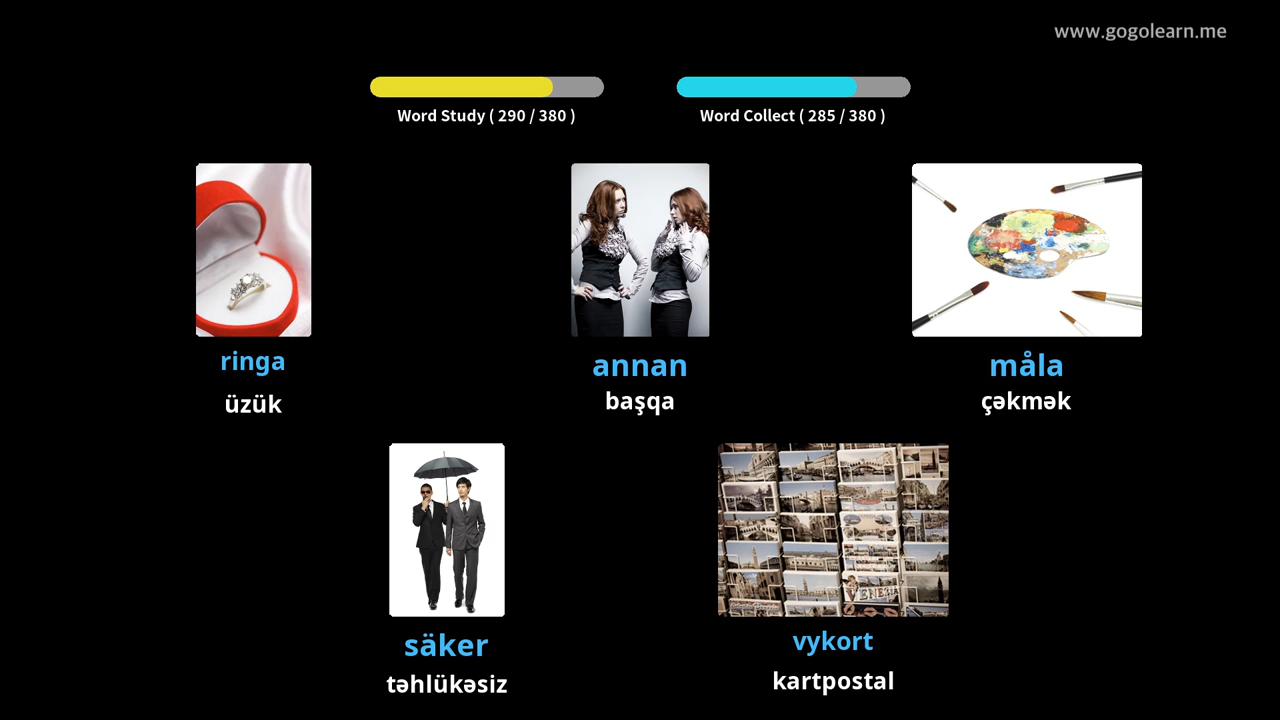 www.gogolearn.me
Word Study ( 290 / 380 )
Word Collect ( 285 / 380 )
ringa
üzük
annan
başqa
måla
çəkmək
säker
təhlükəsiz
VENEZIA
vykort
kartpostal